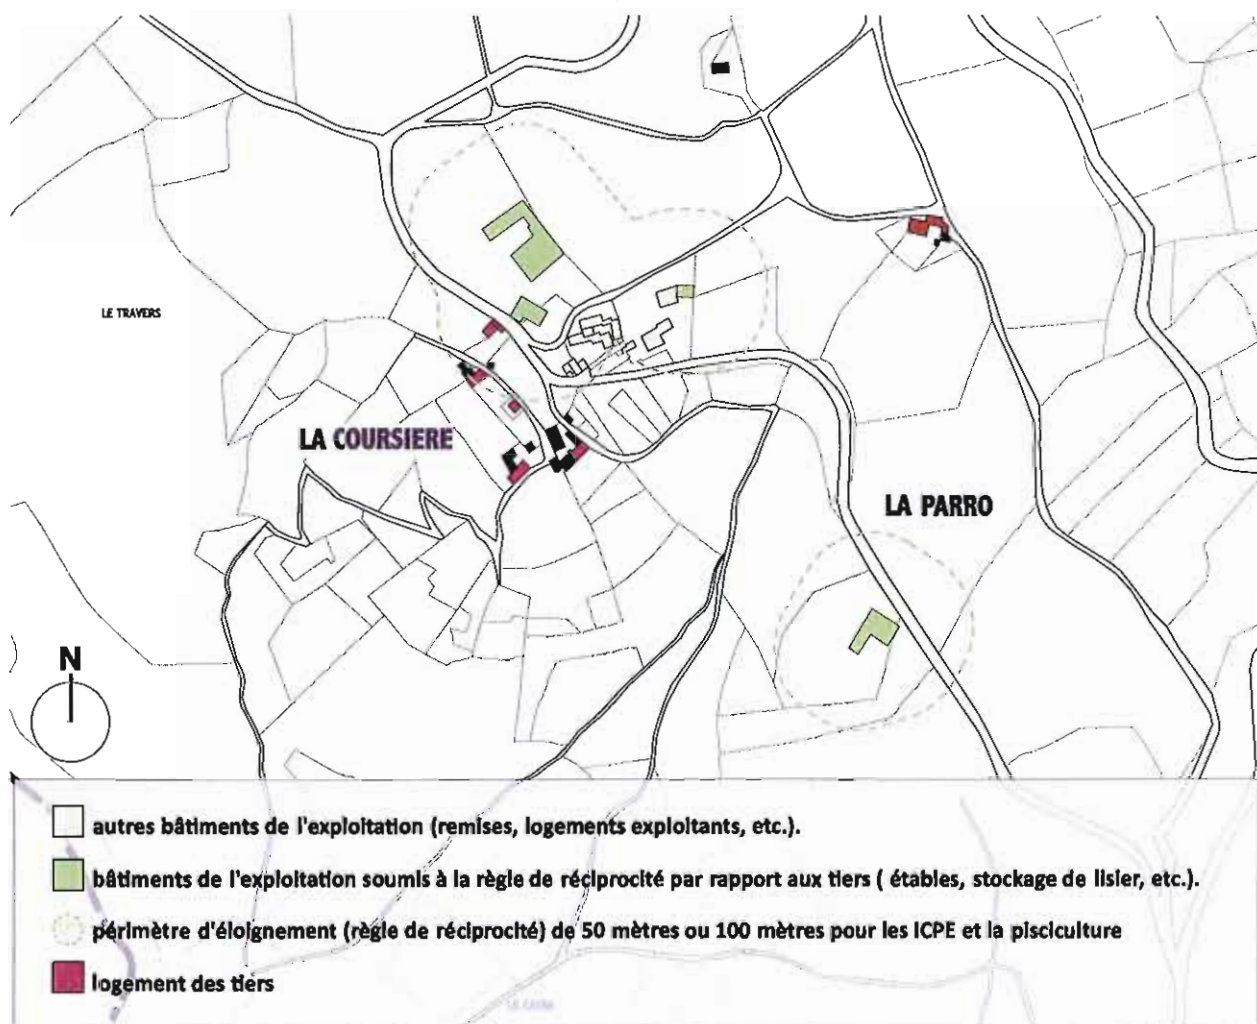 LE TRAVERS
LA COURSIERE
LA PARRO
N
autres bâtiments de l'exploitation (remises, logements exploitants, etc.).
bâtiments de l'exploitation soumis à la règle de réciprocité par rapport aux tiers ( étables, stockage de lisier, etc.).
périmètre d'éloignement (règle de réciprocité) de 50 mètres ou 100 mètres pour les ICPE et la pisciculture
logement des tiers